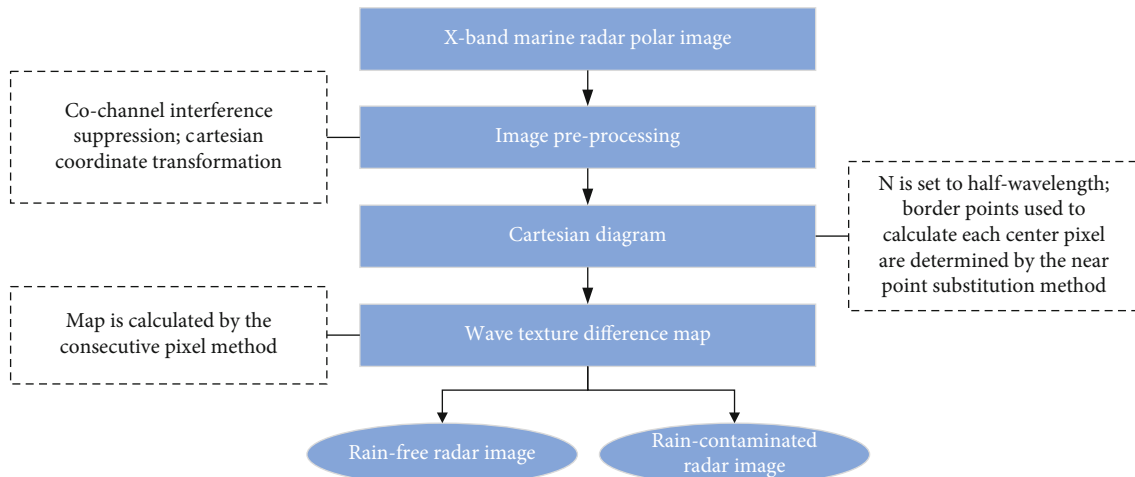 X-band marine radar polar image
Co-channel interference
suppression; cartesian
coordinate transformation
Image pre-processing
N is set to half-wavelength;
border points used to
calculate each center pixel
are determined by the near
point substitution method
Cartesian diagram
Map is calculated by the
consecutive pixel method
Wave texture difference map
Rain-free radar image
Rain-contaminated
radar image